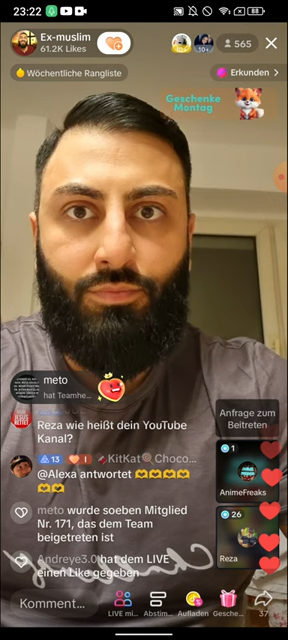 23:22
88
Ex-muslim
61.2K Likes
10+
565
Wöchentliche Rangliste
Erkunden >
Geschenke
Montag
meto
hat Teamhe...
Reza wie heißt dein YouTube
Kanal?
13 I KitKat Choco...
@Alexa antwortet
meto wurde soeben Mitglied
Nr. 171, das dem Team
beigetreten ist
Andreye3.0 hat dem LIVE
einen Like gegeben
Anfrage zum
Beitreten
1
AnimeFreaks
26
Reza
Kommentar...
LIVE mi...
Abstim...
Aufladen
Gesche...
37